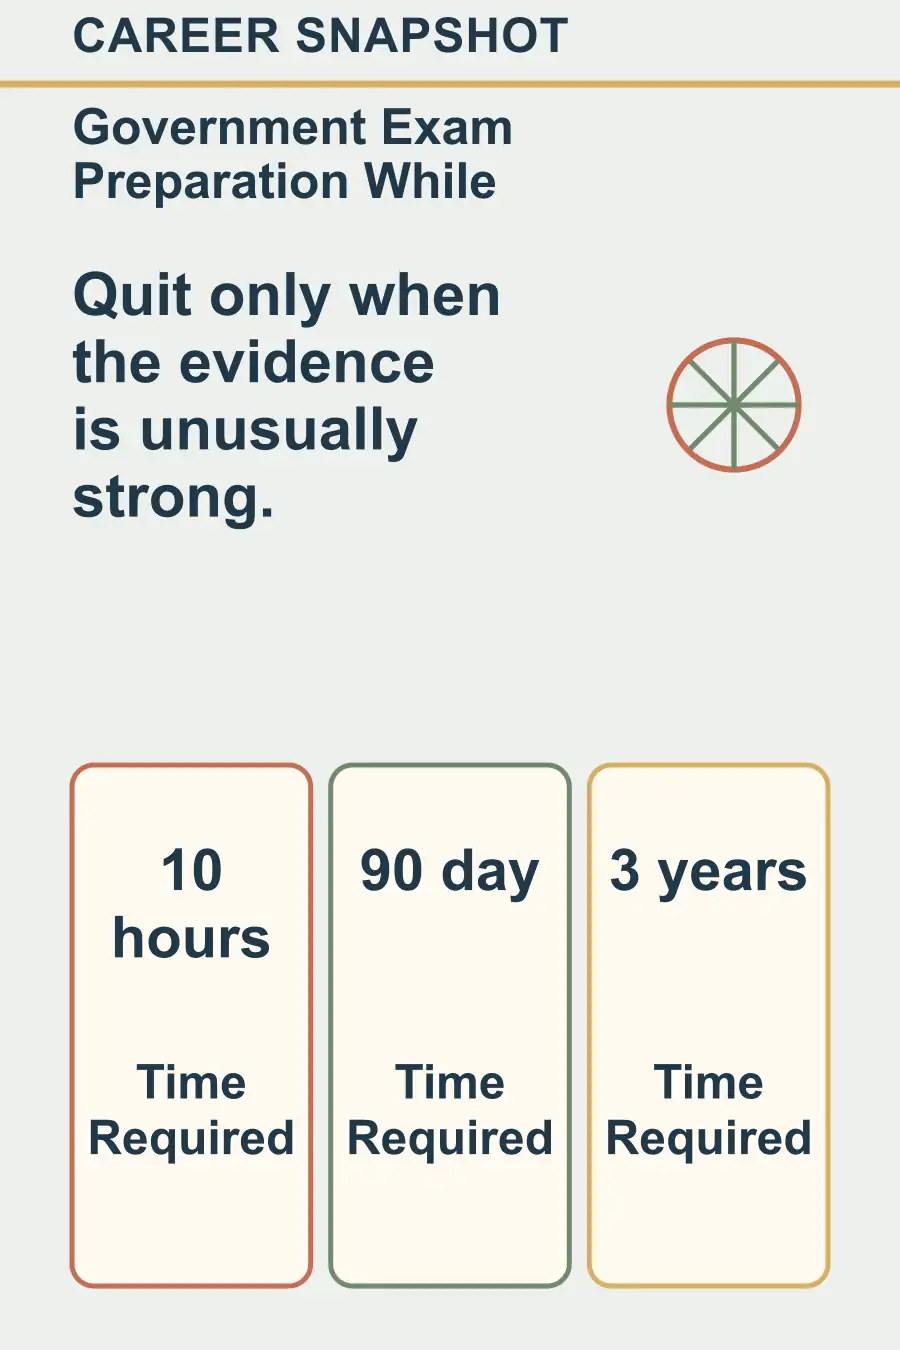 CAREER SNAPSHOT
Government Exam
Preparation While
Quit only when
the evidence
is unusually
strong.
10
hours
Time
Required
90 day
Time
Required
3 years
Time
Required